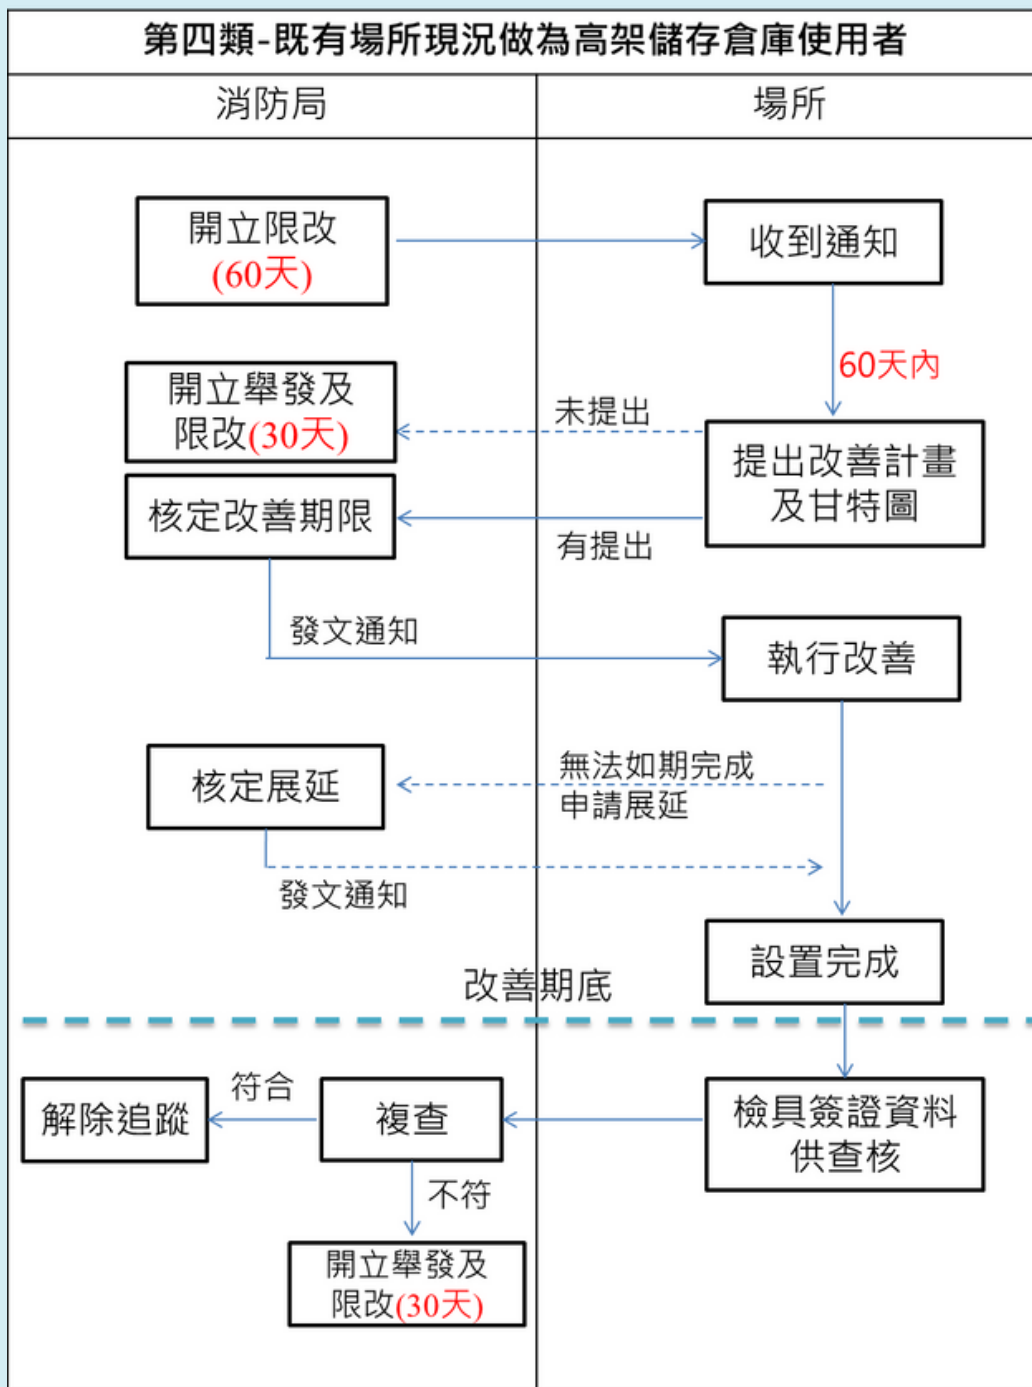 第四類-既有場所現況做為高架儲存倉庫使用者
消防局
場所
開立限改
(60天)
收到通知
60天內
開立舉發及
限改(30天)
未提出
提出改善計畫
及甘特圖
核定改善期限
有提出
發文通知
執行改善
無法如期完成
申請展延
核定展延
發文通知
設置完成
改善期底
解除追蹤
符合
複查
檢具簽證資料
供查核
不符
開立舉發及
限改(30天)